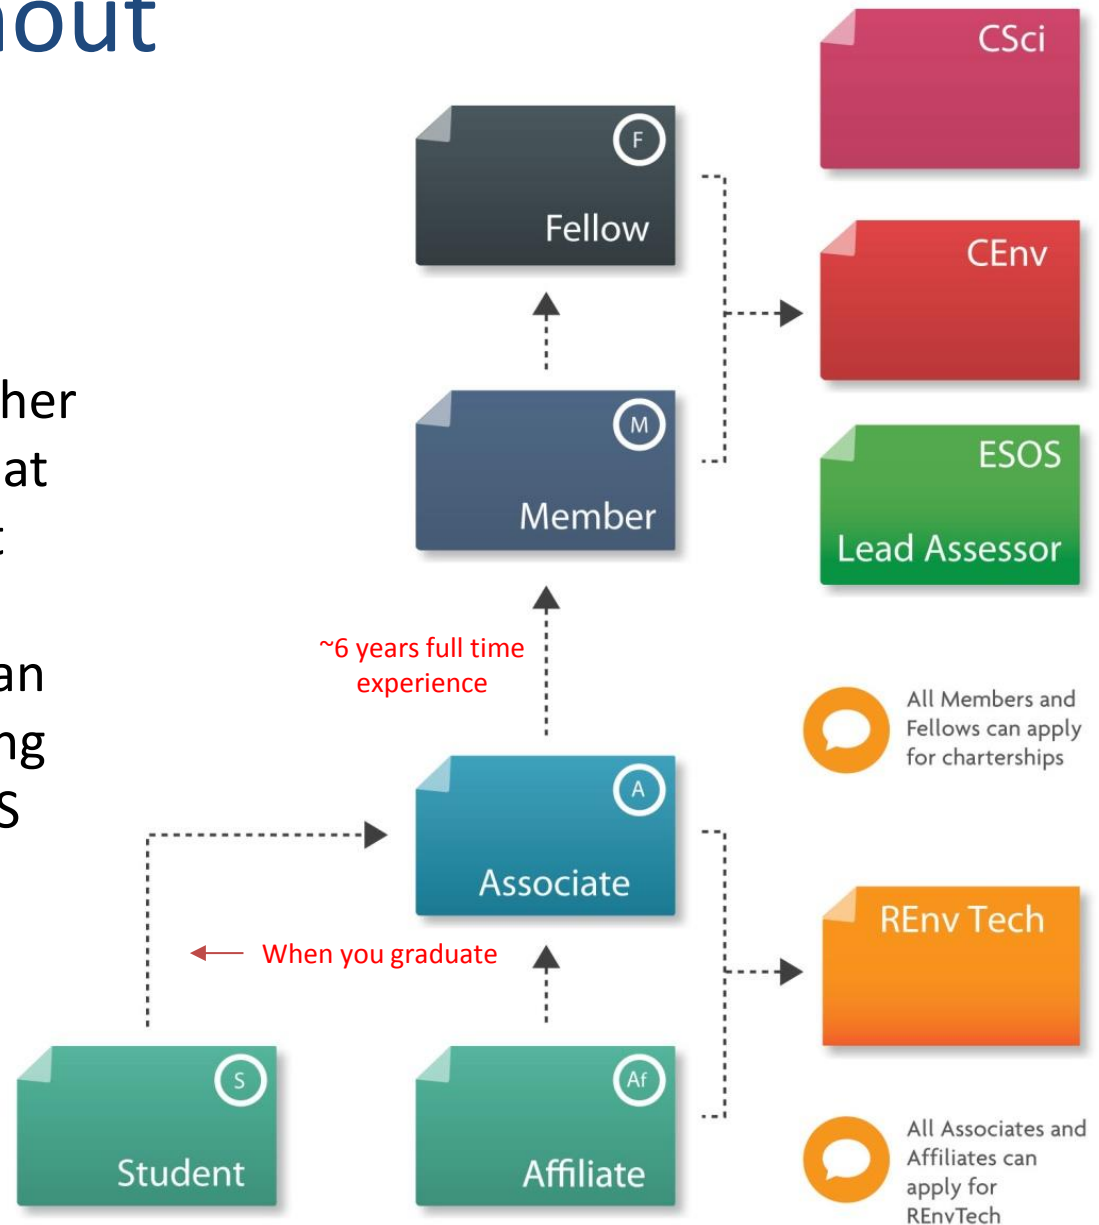 out
CSci
F
Fellow
CEnv
her
at
M
Member
ESOS
Lead Assessor
~6 years full time
experience
an
ng
S
All Members and
Fellows can apply
for charterships
A
Associate
REnv Tech
When you graduate
S
Student
Af
Affiliate
All Associates and
Affiliates can
apply for
REnvTech